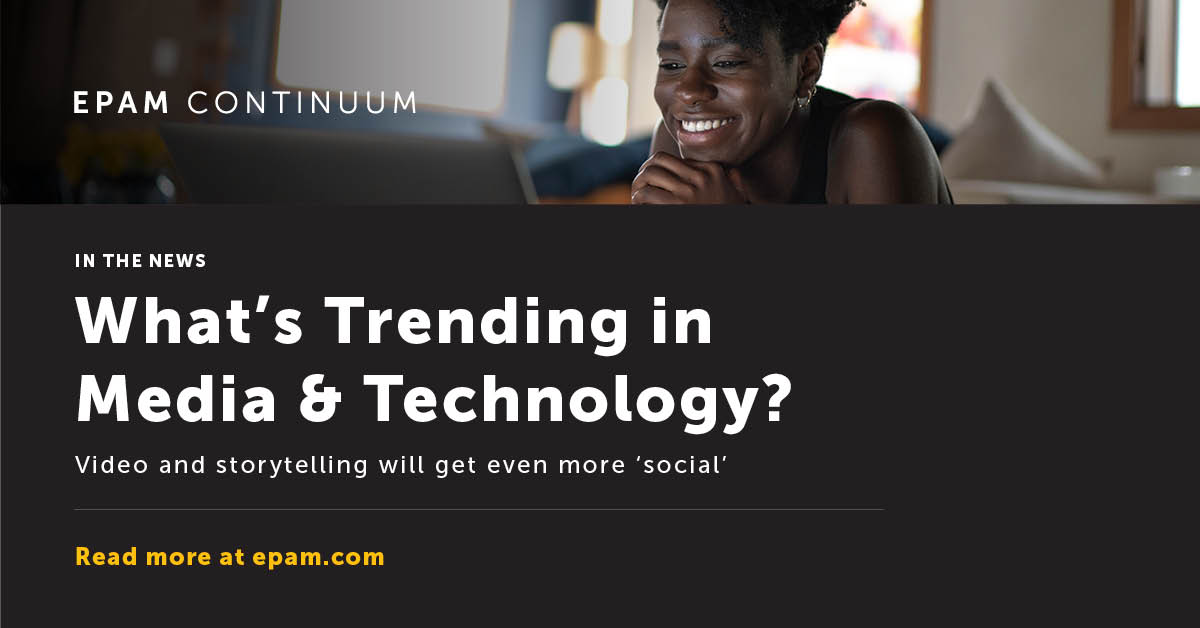 EPAM CONTINUUM
IN THE NEWS
What’s Trending in
Media & Technology?
Video and storytelling will get even more ‘social’
Read more at epam.com